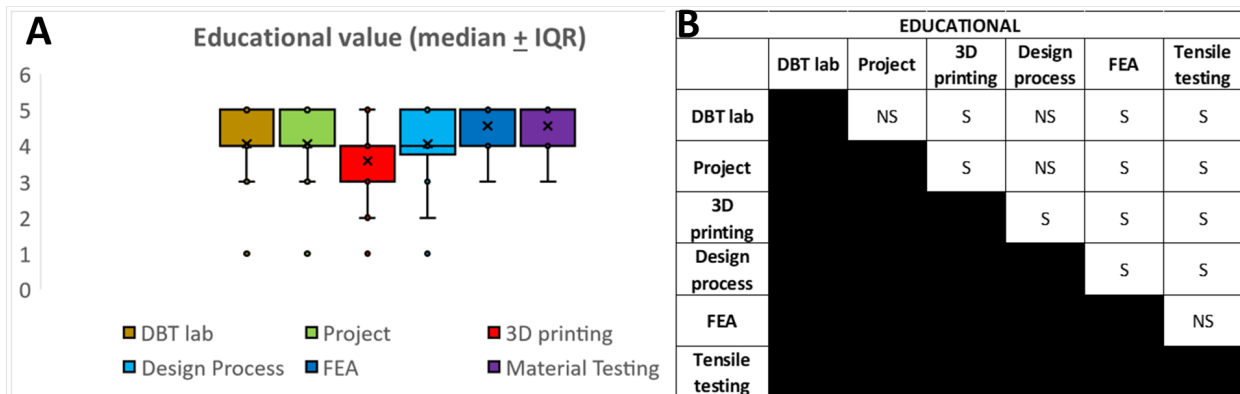 A
Educational value (median + IQR)
6
5
4
3
2
1
0
DBT lab
Project
3D printing
Design Process
FEA
Material Testing
B
EDUCATIONAL
DBT lab Project 3D printing Design process FEA Tensile testing
DBT lab NS S NS S S
Project S NS S S
3D printing S S S
Design process S S
FEA NS
Tensile testing